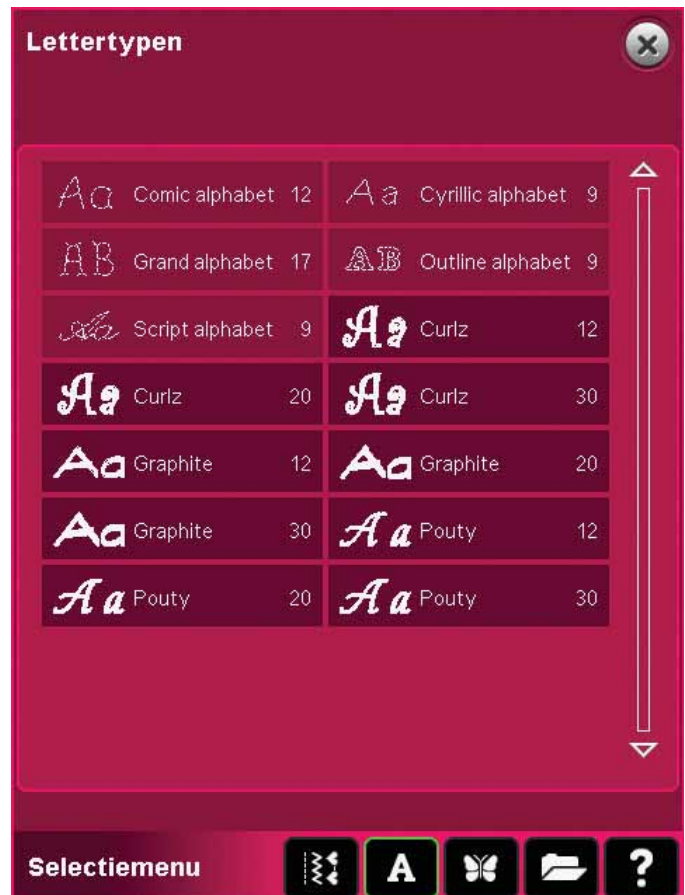 Lettertypen
Aa Comic alphabet 12 Aa Cyrillic alphabet 9
AB Grand alphabet 17 AB Outline alphabet 9
Aa Script alphabet 9 Aa Curlz 12
Aa Curlz 20 Aa Curlz 30
Aa Graphite 12 Aa Graphite 20
Aa Graphite 30 Aa Pouty 12
Aa Pouty 20 Aa Pouty 30
Selectiemenu A ?